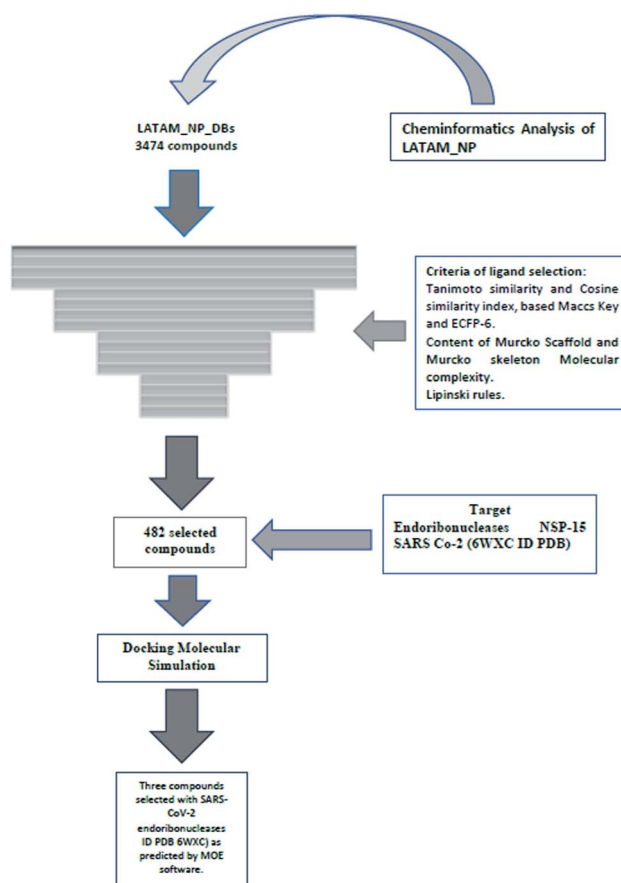 LATAM_NP_DBs
3474 compounds
Cheminformatics Analysis of
LATAM_NP
Criteria of ligand selection:
Tanimoto similarity and Cosine
similarity index, based Maccs Key
and ECFP-6.
Content of Murcko Scaffold and
Murcko skeleton Molecular
complexity.
Lipinski rules.
482 selected
compounds
Target
Endoribonucleases NSP-15
SARS Co-2 (6WXC ID PDB)
Docking Molecular
Simulation
Three compounds
selected with SARS-
CoV-2
endoribonucleases
ID PDB 6WXC) as
predicted by MOE
software.